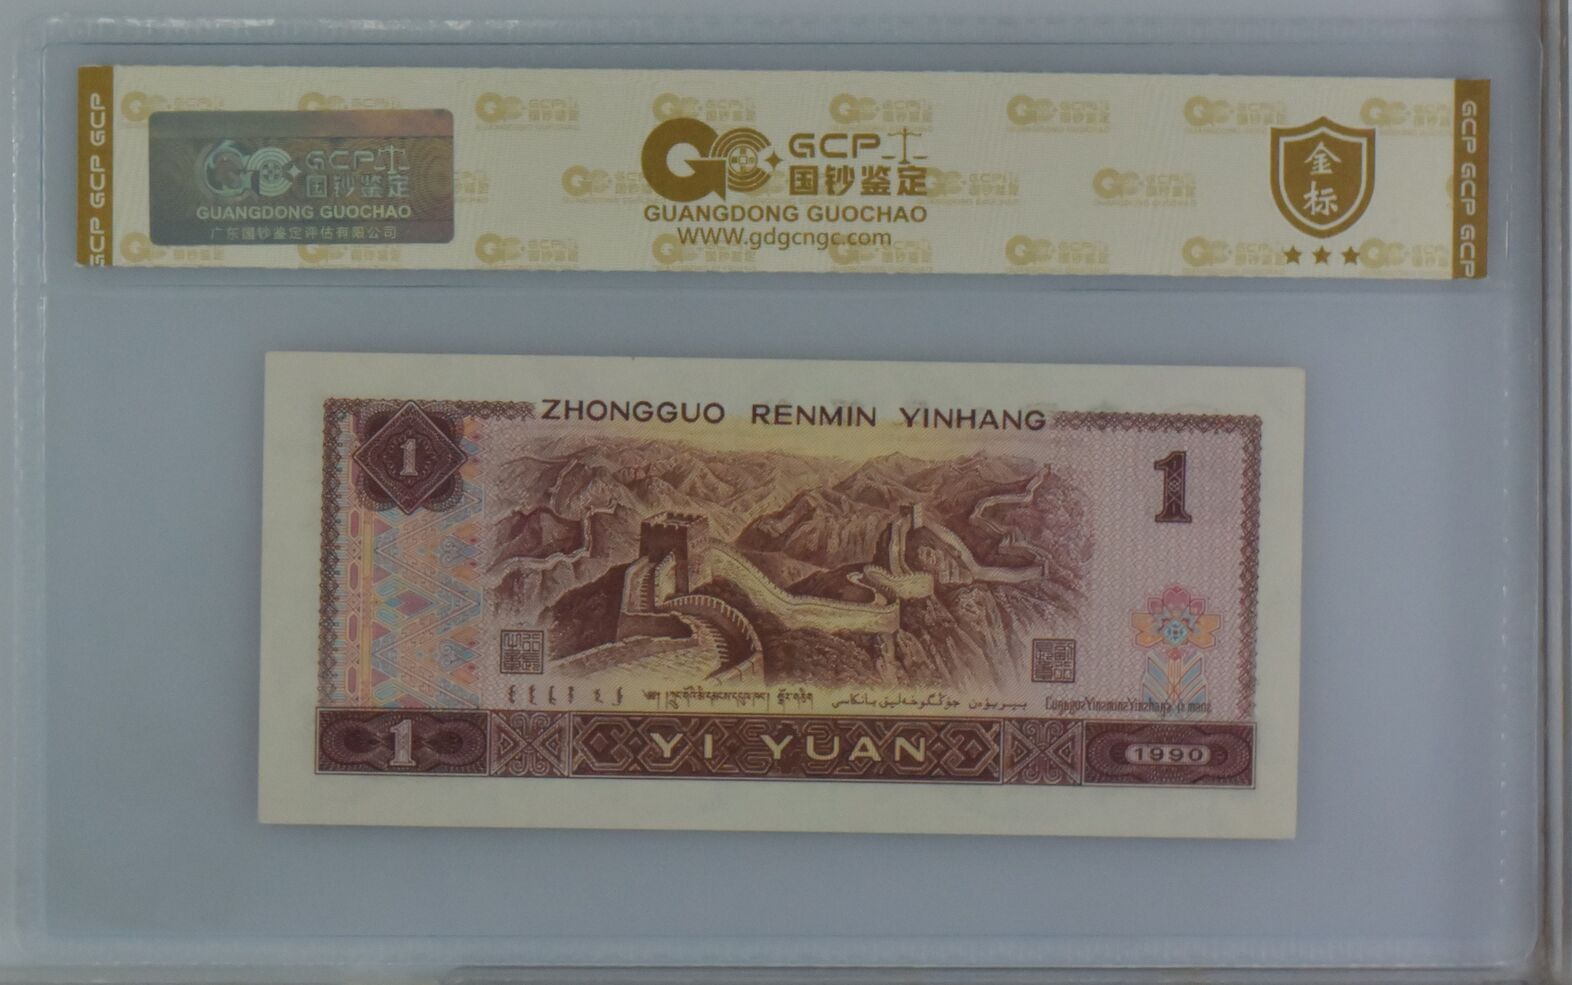 GCP GCP GCP
GCP
国钞鉴定
GUANGDONG GUOCHAO
广东国钞鉴定评估有限公司
GCP
国钞鉴定
GUANGDONG GUOCHAO
WWW.gdgcngc.com
金标
GCP GCP GCP GCP
ZHONGGUO RENMIN YINHANG
1
1
1
YI YUAN
1990